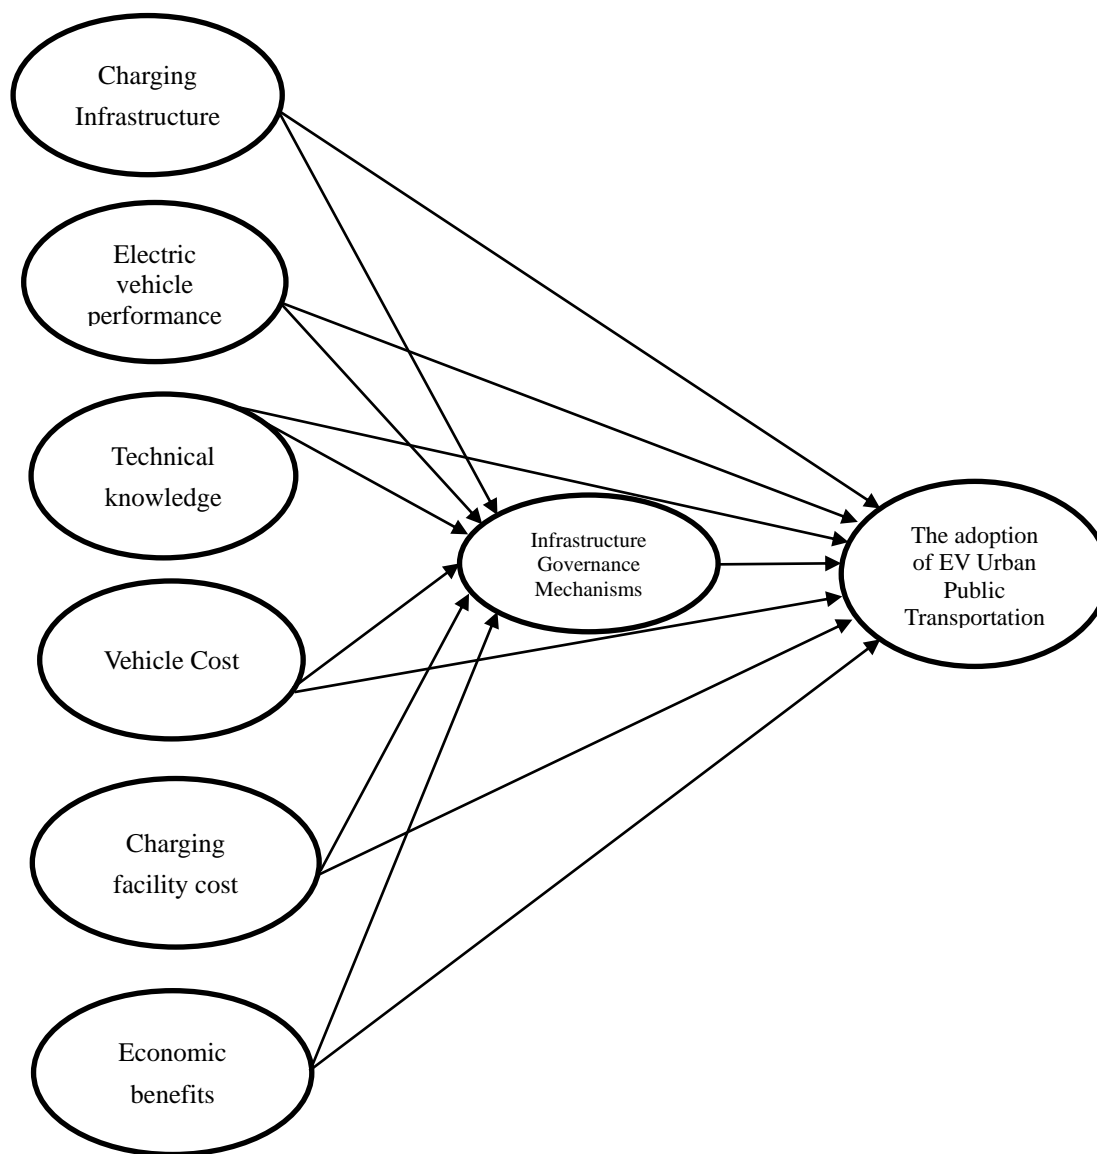 Charging
Infrastructure
Electric
vehicle
performance
Technical
knowledge
Vehicle Cost
Charging
facility cost
Economic
benefits
Infrastructure
Governance
Mechanisms
The adoption
of EV Urban
Public
Transportation